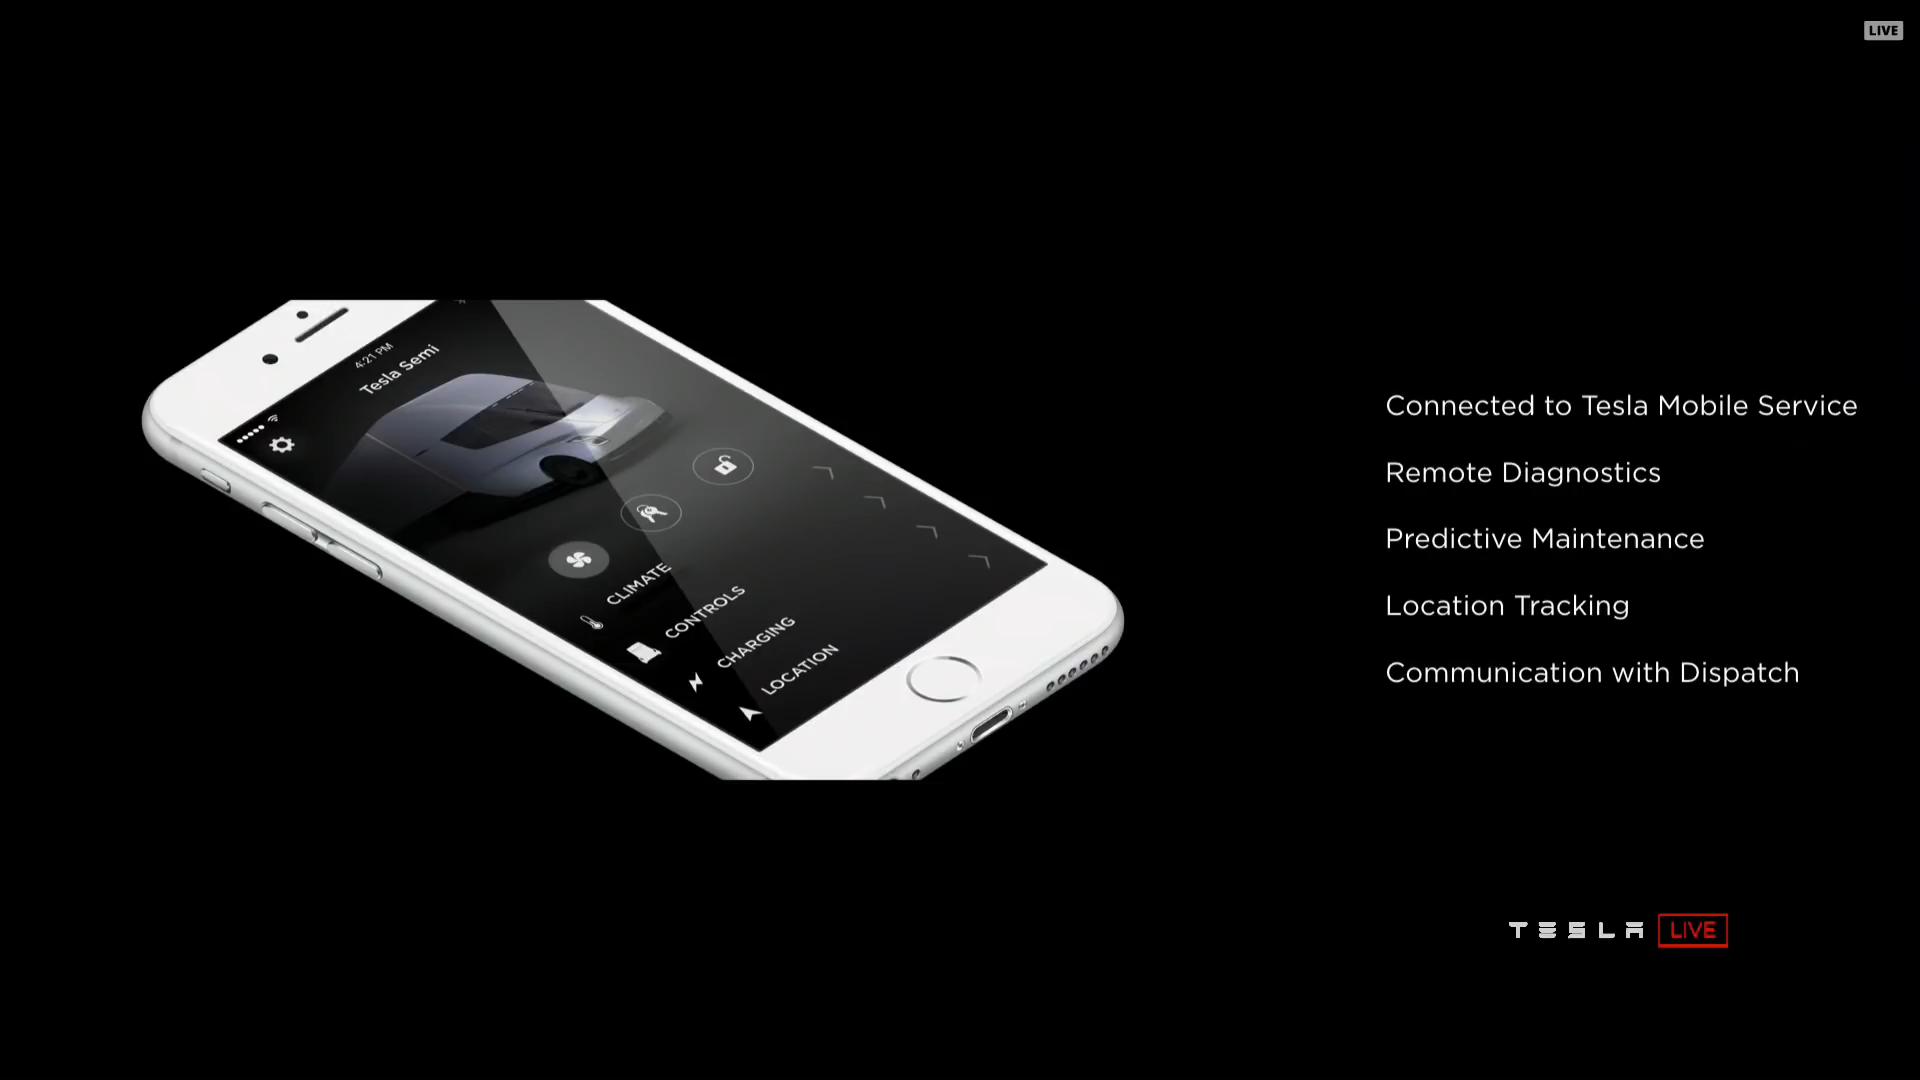 LIVE
4:21 PM
Tesla Semi
CLIMATE
CONTROLS
CHARGING
LOCATION
Connected to Tesla Mobile Service
Remote Diagnostics
Predictive Maintenance
Location Tracking
Communication with Dispatch
TESLA LIVE